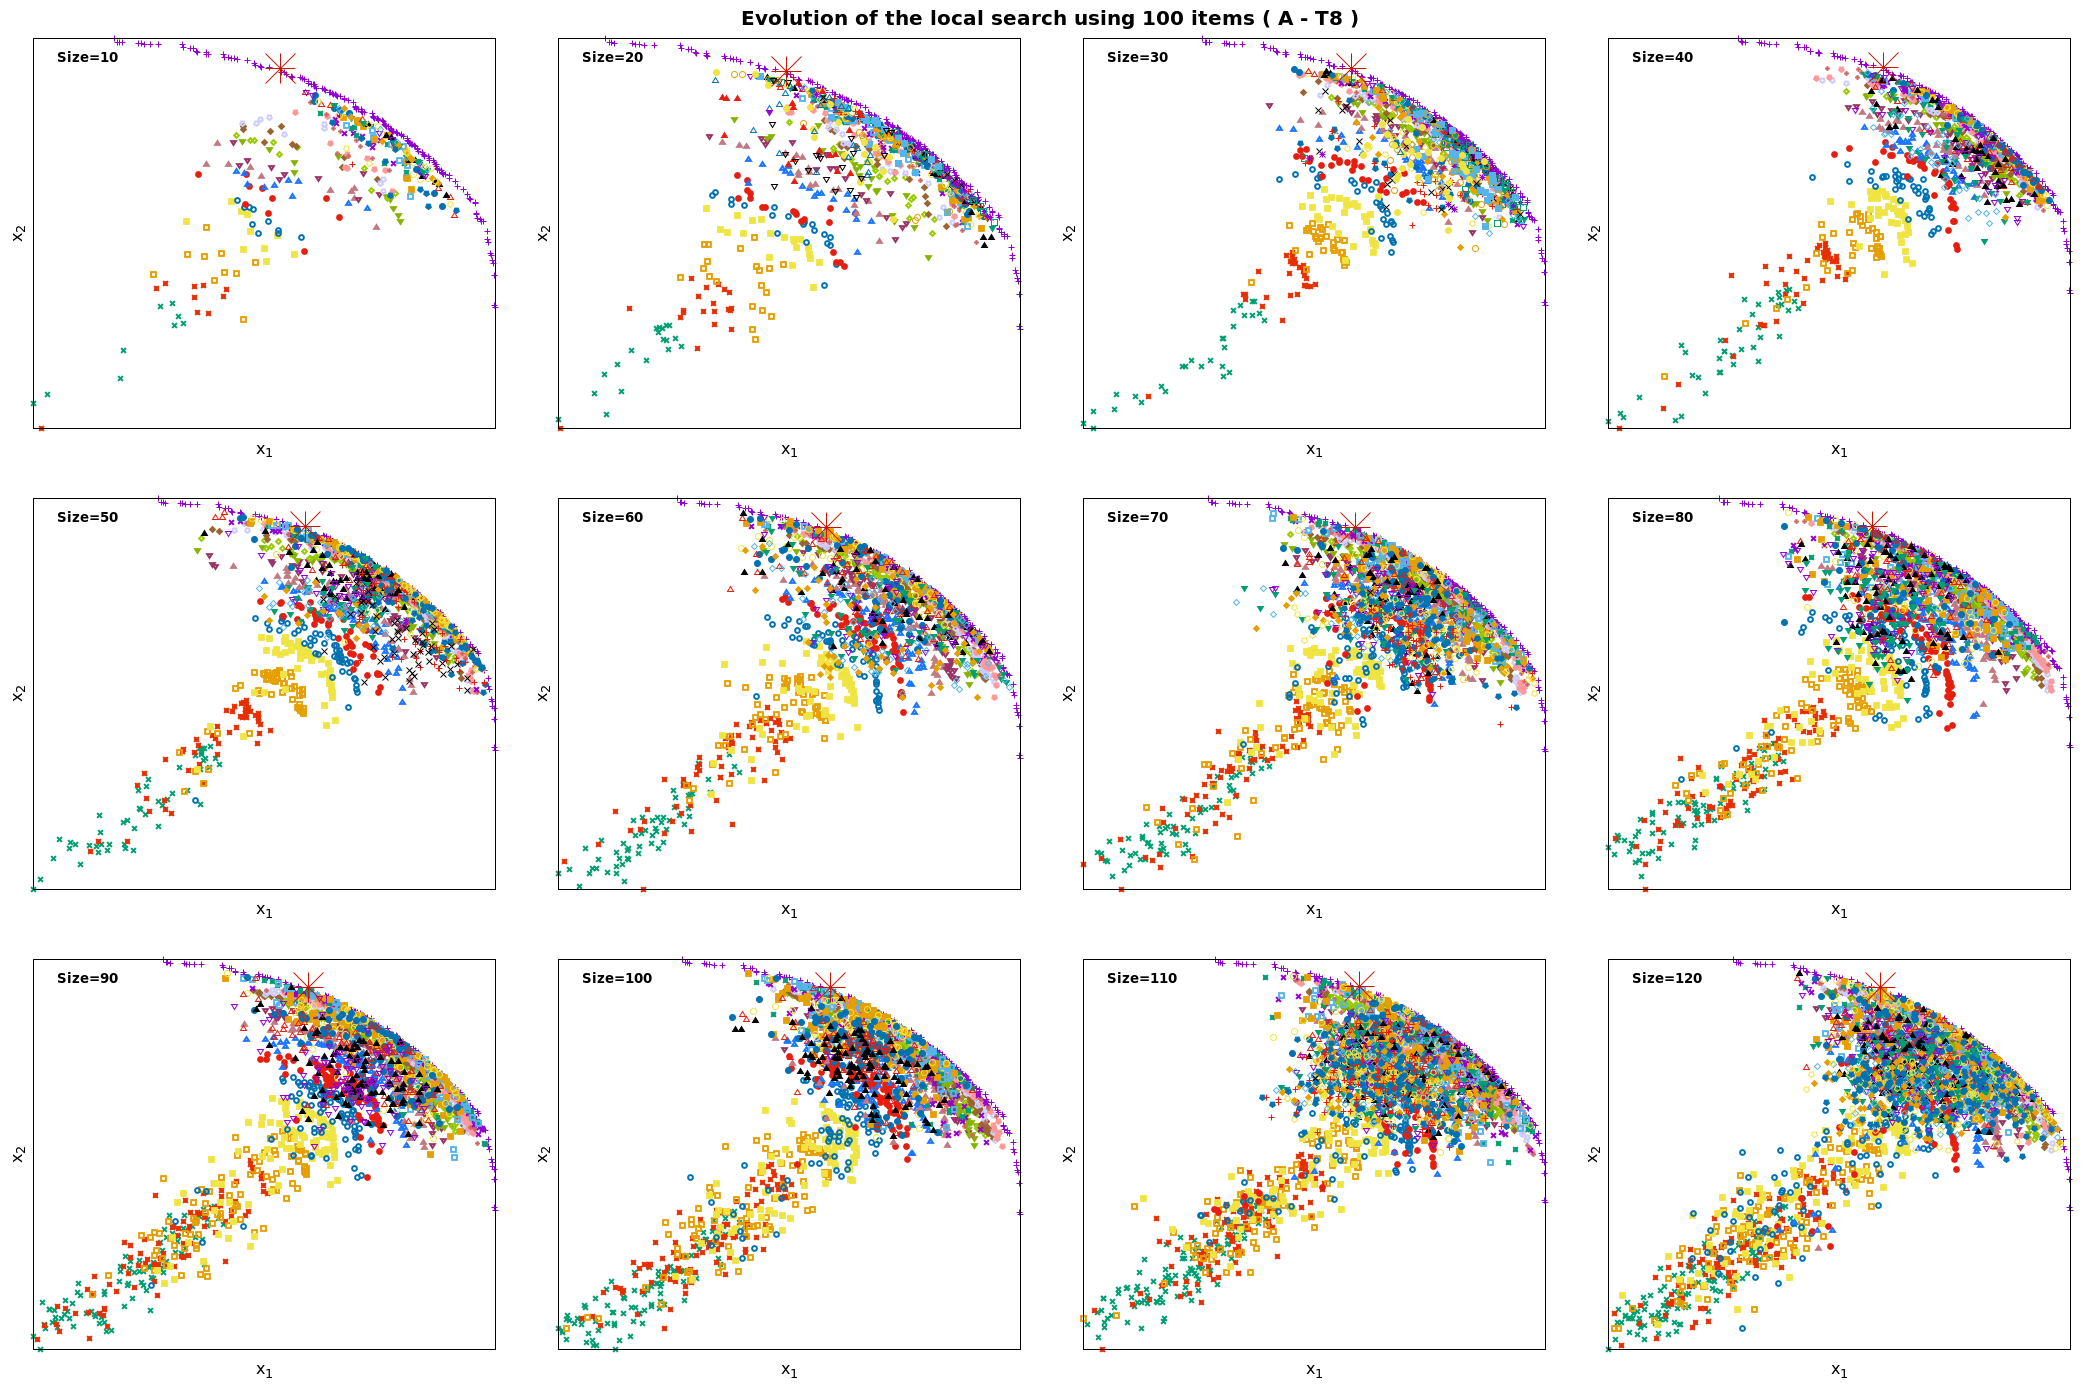 Evolution of the local search using 100 items ( A - T8 )
Size=10
Size=20
Size=30
Size=40
x2
x2
x2
x2
x1
x1
x1
x1
Size=50
Size=60
Size=70
Size=80
x2
x2
x2
x2
x1
x1
x1
x1
Size=90
Size=100
Size=110
Size=120
x2
x2
x2
x2
x1
x1
x1
x1